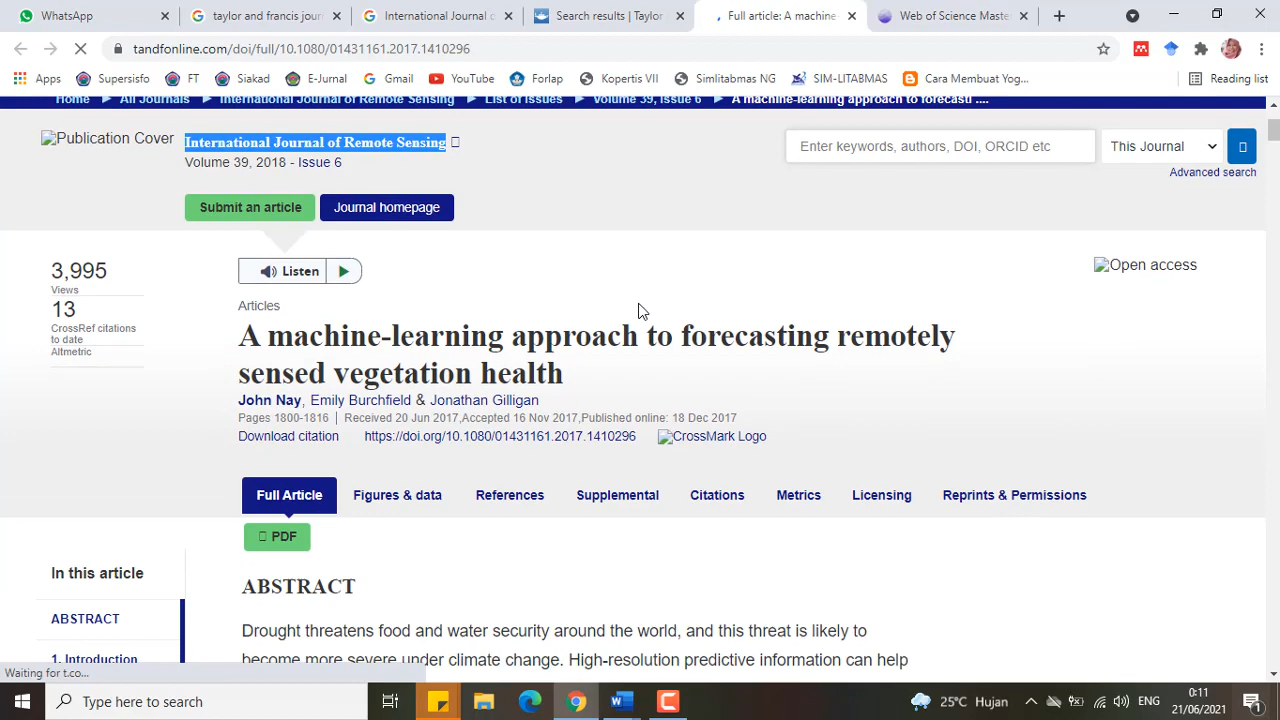 WhatsApp
taylor and francis jour
International Journal o
Search results | Taylor
Full article: A machine
Web of Science Maste
tandfonline.com/doi/full/10.1080/01431161.2017.1410296
Apps
Supersisfo
FT
Siakad
E-Jurnal
Gmail
YouTube
Forlap
Kopertis VII
Simlitabmas NG
SIM-LITABMAS
Cara Membuat Yog...
Reading list
Home
All Journals
International Journal of Remote Sensing
List of Issues
Volume 39, Issue 6
A machine-learning approach to forecasti ....
Publication Cover
International Journal of Remote Sensing
Volume 39, 2018 - Issue 6
Enter keywords, authors, DOI, ORCID etc
This Journal
Advanced search
Submit an article
Journal homepage
3,995
Views
13
CrossRef citations
to date
Altmetric
Listen
Open access
Articles
A machine-learning approach to forecasting remotely
sensed vegetation health
John Nay, Emily Burchfield & Jonathan Gilligan
Pages 1800-1816 | Received 20 Jun 2017,Accepted 16 Nov 2017,Published online: 18 Dec 2017
Download citation
https://doi.org/10.1080/01431161.2017.1410296
CrossMark Logo
Full Article
Figures & data
References
Supplemental
Citations
Metrics
Licensing
Reprints & Permissions
PDF
In this article
ABSTRACT
1. Introduction
ABSTRACT
Drought threatens food and water security around the world, and this threat is likely to
become more severe under climate change. High-resolution predictive information can help
Waiting for t.co...
Type here to search
25°C Hujan
ENG
0:11
21/06/2021
1